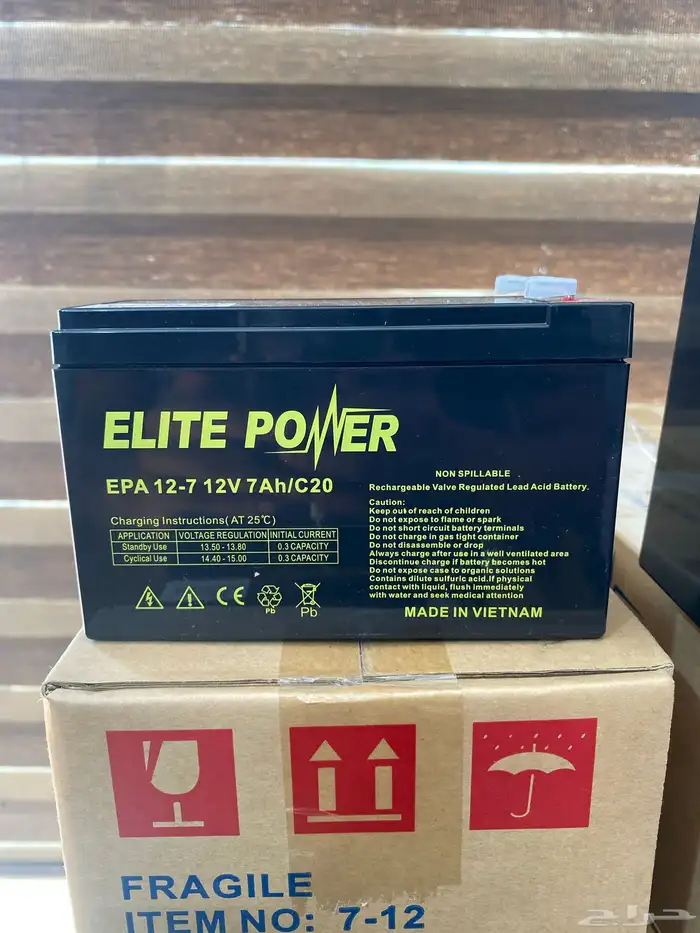 ELITE POWER
EPA 12-7 12V 7Ah/C20
Charging Instructions( AT 25℃)
APPLICATION VOLTAGE REGULATION INITIAL CURRENT
Standby Use 13.50 - 13.80 0.3 CAPACITY
Cyclical Use 14.40 - 15.00 0.3 CAPACITY
CE
Pb
Pb
NON SPILLABLE
Rechargeable Valve Regulated Lead Acid Battery.
Caution:
Keep out of reach of children
Do not expose to flame or spark
Do not short circuit battery terminals
Do not charge in gas tight container
Do not disassemble or drop
Always charge after use in a well ventilated area
Discontinue charge if battery becomes hot
Do not expose case to organic solutions
Contains dilute sulfuric acid.If physical
contact with liquid, flush immediately
with water and seek medical attention
MADE IN VIETNAM
FRAGILE
ITEM NO: 7-12
حراج